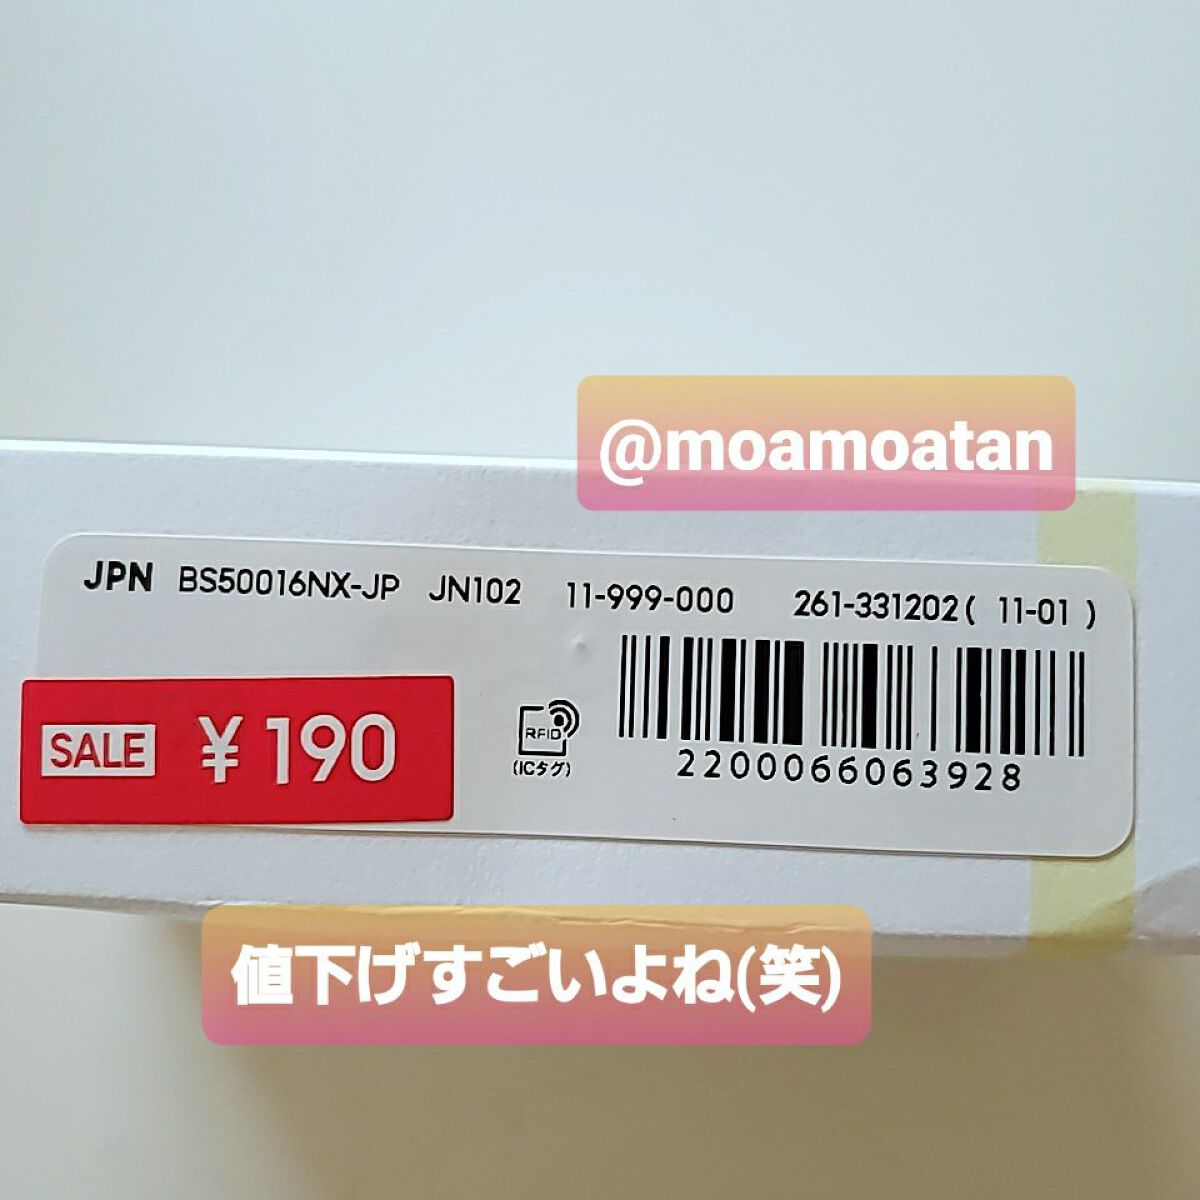 @moamoatan
JPN BS50016NX-JP JN102 11-999-000 261-331202( 11-01 )
SALE ¥190
RFID
(ICタグ)
2200066063928
値下げすごいよね(笑)